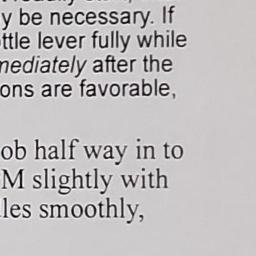 y be necessary. If
ttle lever fully while
mediately after the
ons are favorable,
ob half way in to
M slightly with
les smoothly,